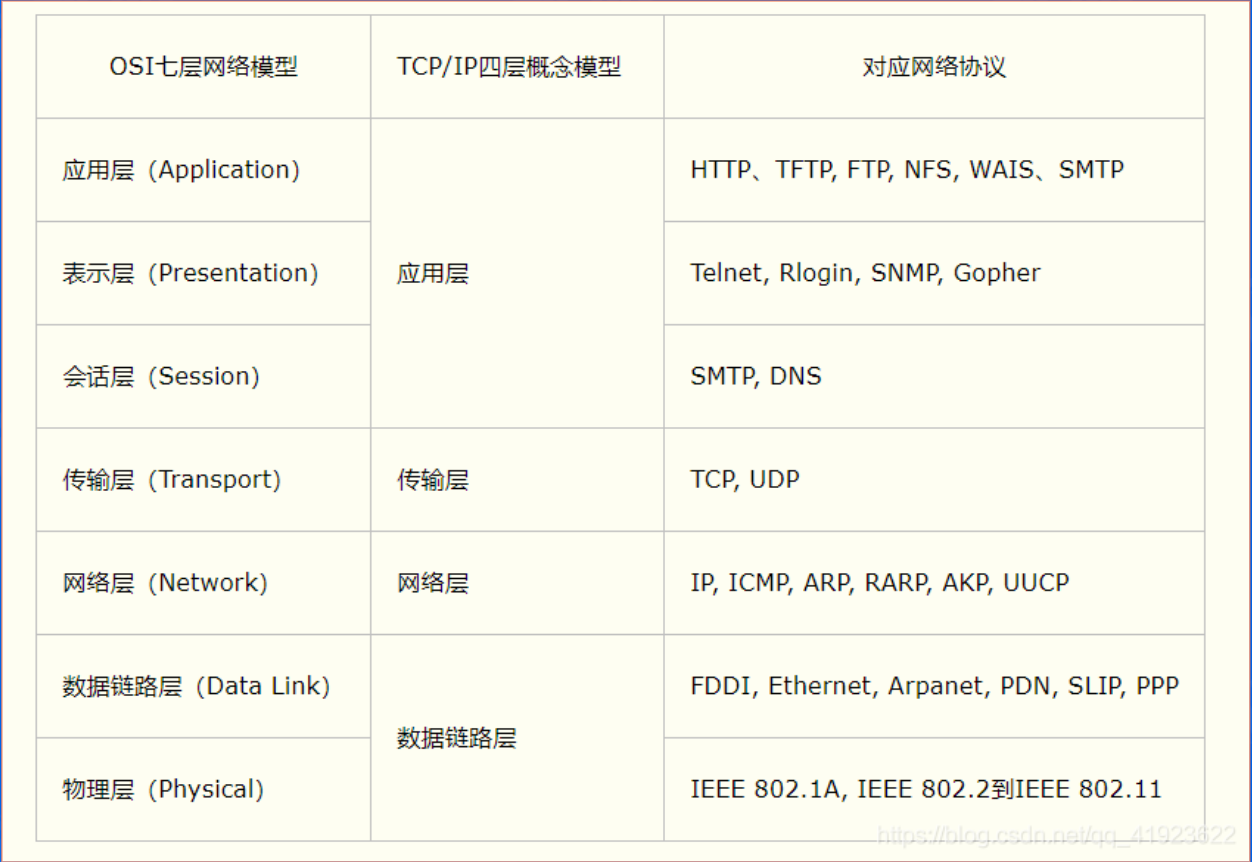 OSI七层网络模型 TCP/IP四层概念模型 对应网络协议
应用层（Application） HTTP、TFTP, FTP, NFS, WAIS、SMTP
表示层（Presentation） 应用层 Telnet, Rlogin, SNMP, Gopher
会话层（Session） SMTP, DNS
传输层（Transport） 传输层 TCP, UDP
网络层（Network） 网络层 IP, ICMP, ARP, RARP, AKP, UUCP
数据链路层（Data Link） FDDI, Ethernet, Arpanet, PDN, SLIP, PPP
数据链路层
物理层（Physical） IEEE 802.1A, IEEE 802.2到IEEE 802.11
https://blog.csdn.net/qq_41923622